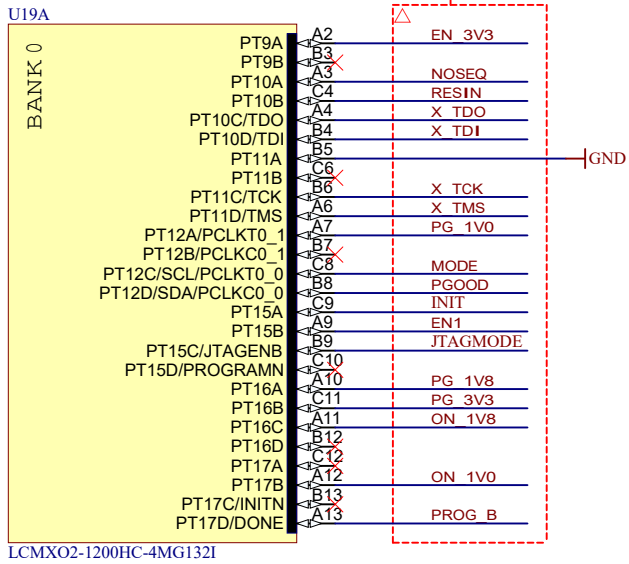 U19A
BANK 0
PT9A A2 EN_3V3
PT9B B3
PT10A A3 NOSEQ
PT10B C4 RESIN
PT10C/TDO A4 X_TDO
PT10D/TDI B4 X_TDI
PT11A B5 GND
PT11B C6
PT11C/TCK B6 X_TCK
PT11D/TMS A6 X_TMS
PT12A/PCLKT0_1 A7 PG_1V0
PT12B/PCLKC0_1 B7
PT12C/SCL/PCLKT0_0 C8 MODE
PT12D/SDA/PCLKC0_0 B8 PGOOD
PT15A C9 INIT
PT15B A9 EN1
PT15C/JTAGENB B9 JTAGMODE
PT15D/PROGRAMN C10
PT16A A10 PG_1V8
PT16B C11 PG_3V3
PT16C A11 ON_1V8
PT16D B12
PT17A C12
PT17B A12 ON_1V0
PT17C/INITN B13
PT17D/DONE A13 PROG_B
LCMXO2-1200HC-4MG132I